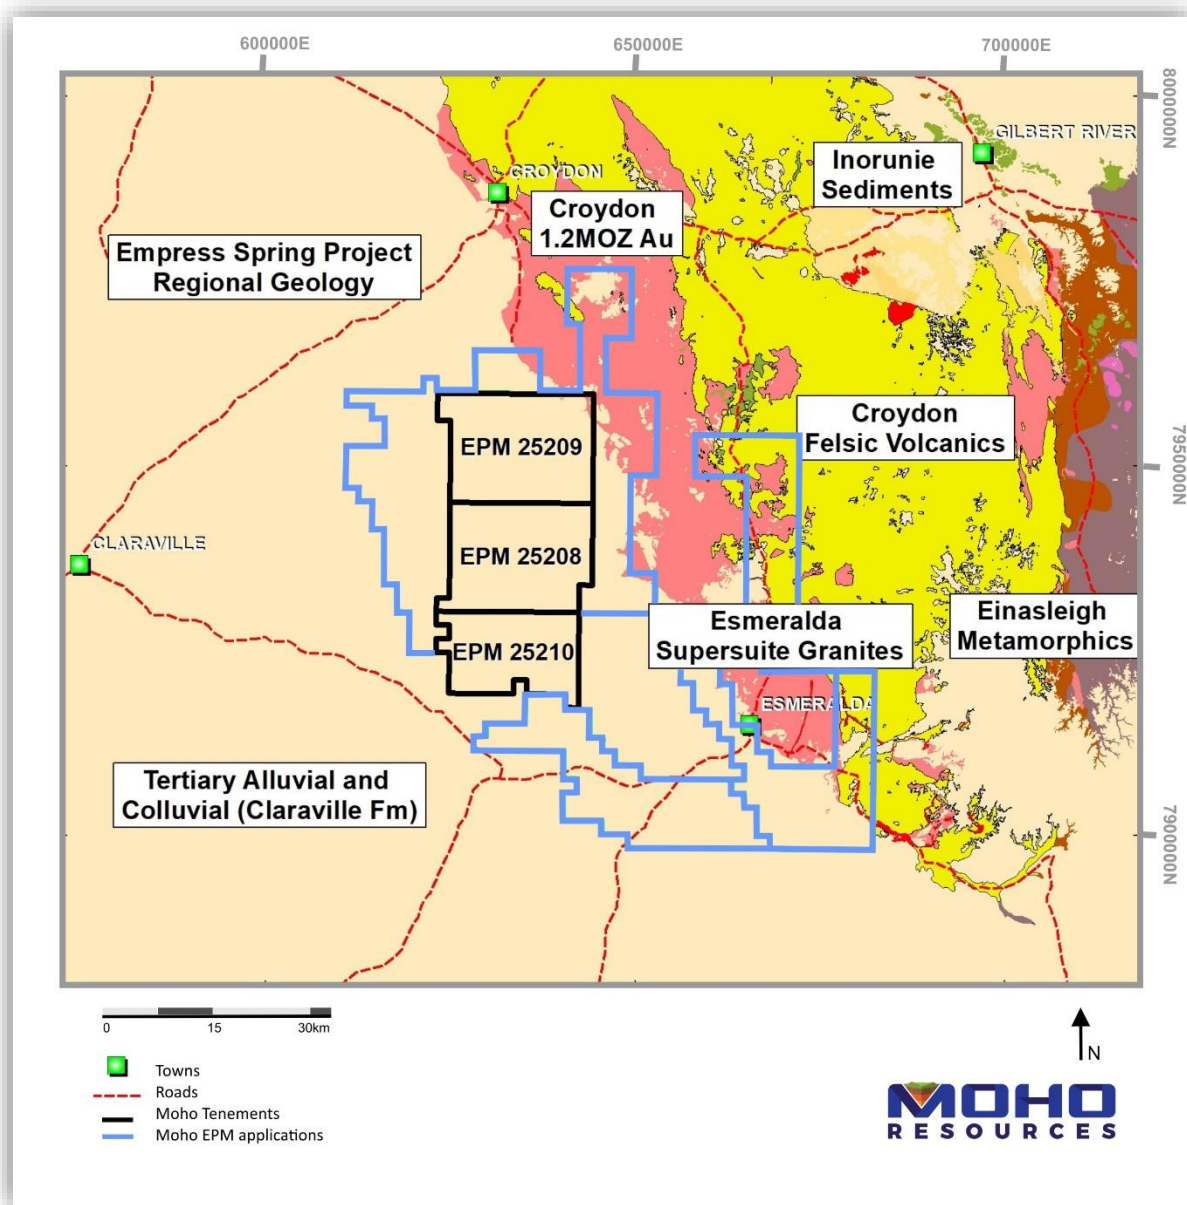 600000E
650000E
700000E
8000000N
GILBERT RIVER
Inorunie
Sediments
CROYDON
Croydon
1.2MOZ Au
Empress Spring Project
Regional Geology
Croydon
Felsic Volcanics
7950000N
EPM 25209
CLARAVILLE
EPM 25208
Esmeralda
Supersuite Granites
Einasleigh
Metamorphics
EPM 25210
ESMERALDA
Tertiary Alluvial and
Colluvial (Claraville Fm)
7900000N
0 15 30km
N
Towns
Roads
Moho Tenements
Moho EPM applications
MOHO
RESOURCES